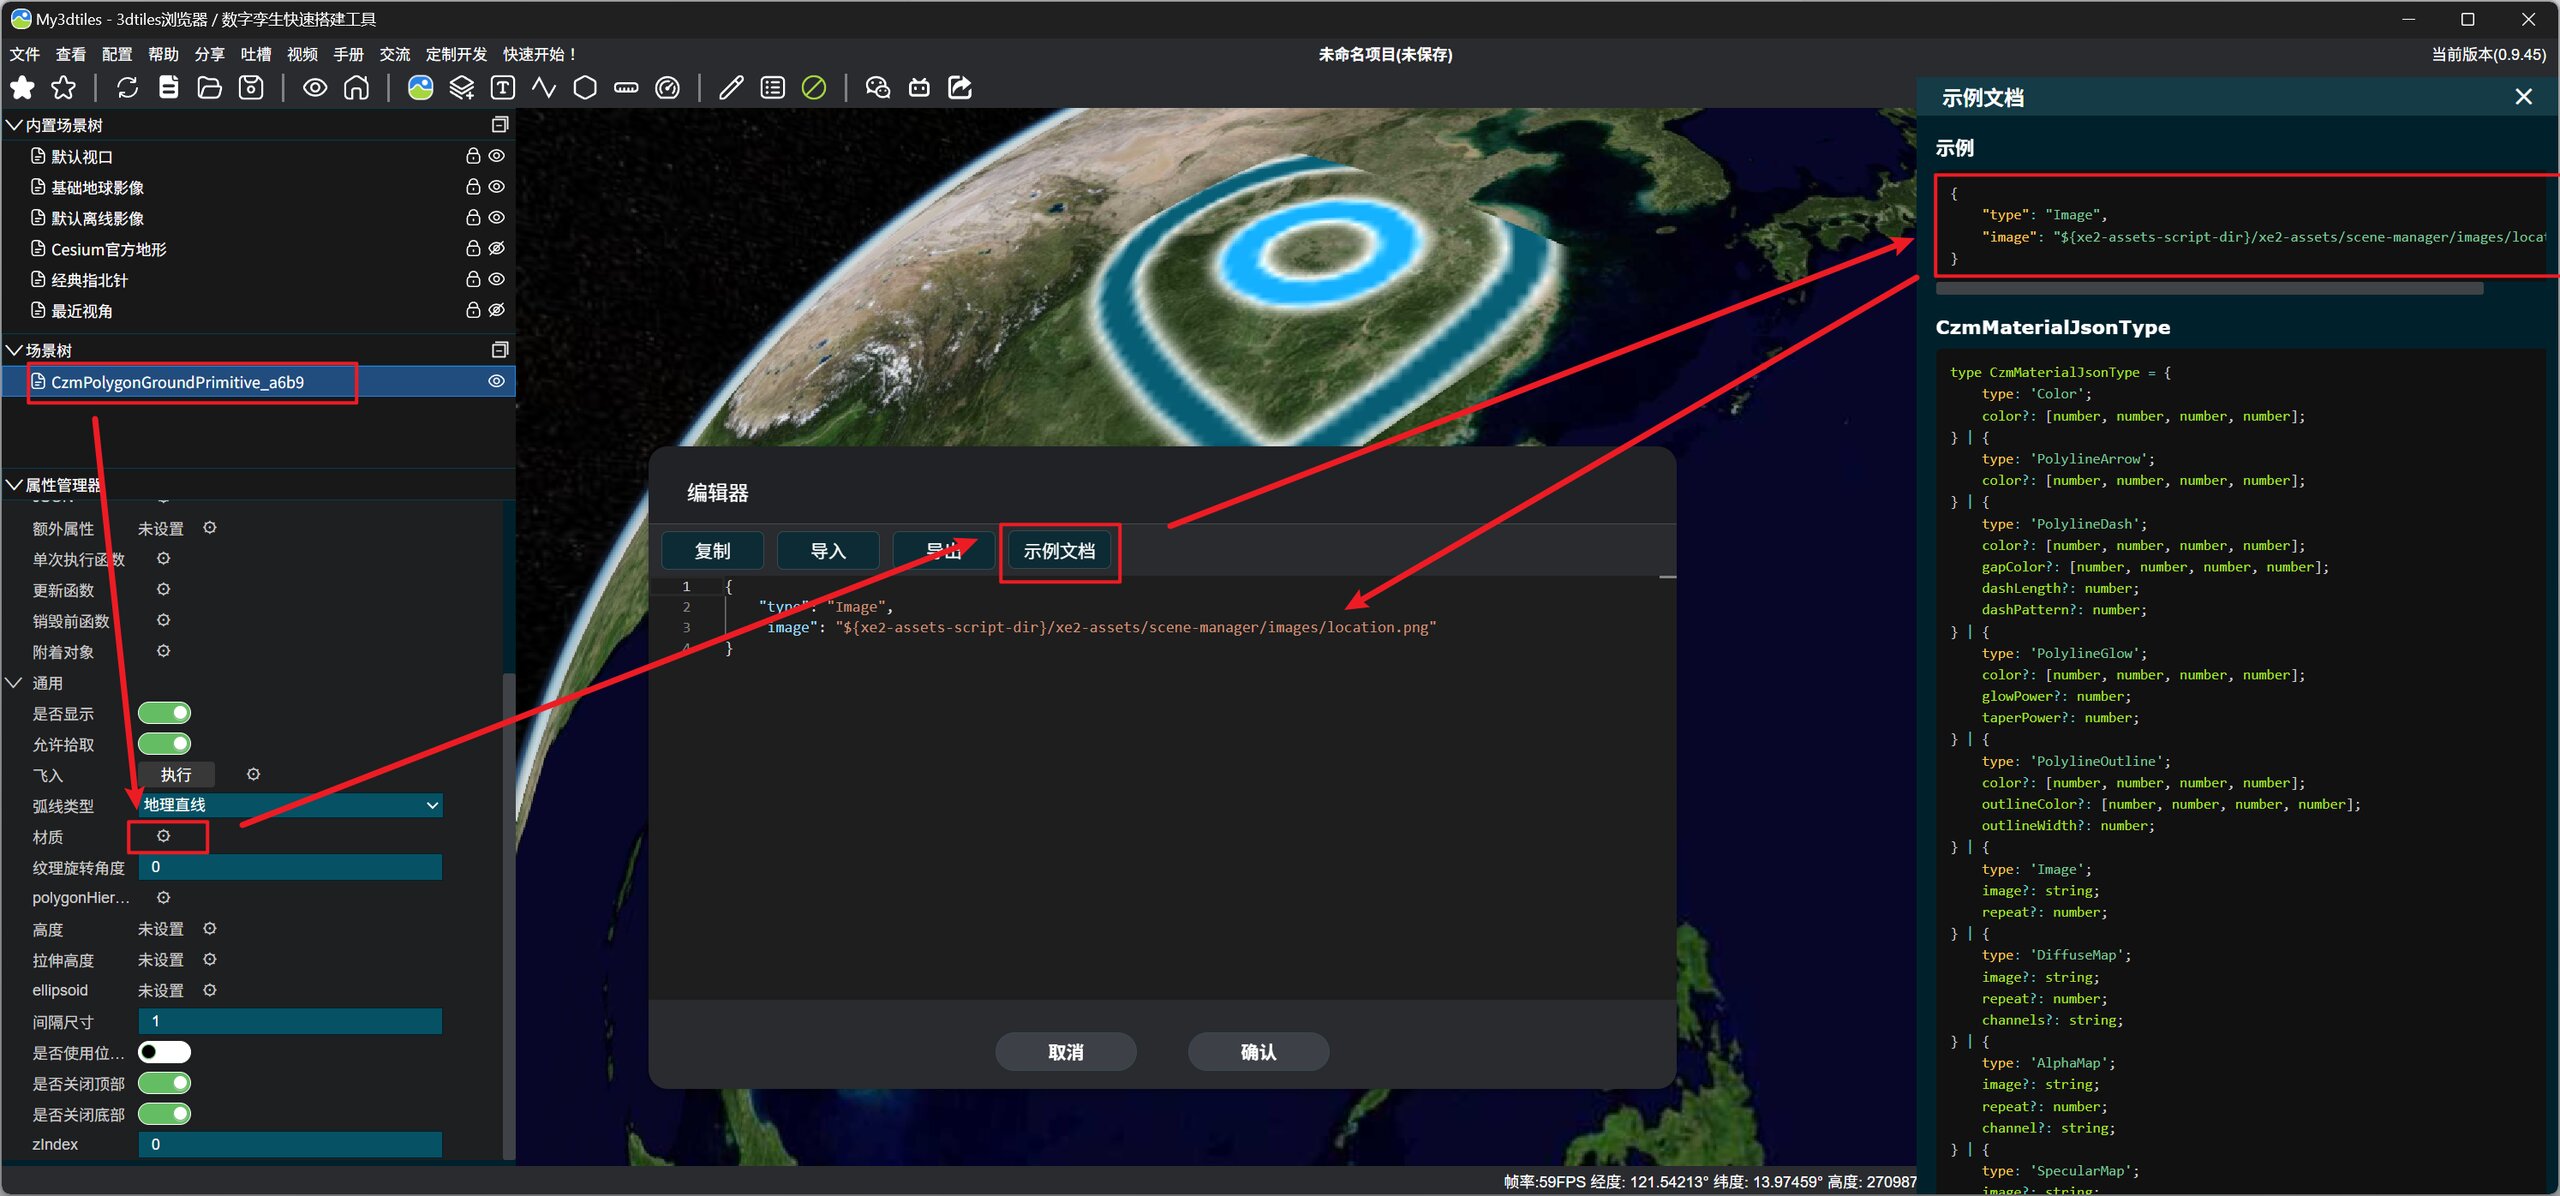 My3dtiles - 3dtiles浏览器 / 数字孪生快速搭建工具
文件 查看 配置 帮助 分享 吐槽 视频 手册 交流 定制开发 快速开始！
未命名项目(未保存)
当前版本(0.9.45)
内置场景树
默认视口
基础地球影像
默认离线影像
Cesium官方地形
经典指北针
最近视角
场景树
CzmPolygonGroundPrimitive_a6b9
属性管理器
额外属性 未设置
单次执行函数
更新函数
销毁前函数
附着对象
通用
是否显示
允许拾取
飞入 执行
弧线类型 地理直线
材质
纹理旋转角度 0
polygonHier...
高度 未设置
拉伸高度 未设置
ellipsoid 未设置
间隔尺寸 1
是否使用位...
是否关闭顶部
是否关闭底部
zIndex 0
编辑器
复制 导入 导出 示例文档
1 {
2 "type": "Image",
3 image": "${xe2-assets-script-dir}/xe2-assets/scene-manager/images/location.png"
4 }
取消 确认
帧率:59FPS 经度: 121.54213° 纬度: 13.97459° 高度: 270987
示例文档
示例
{
"type": "Image",
"image": "${xe2-assets-script-dir}/xe2-assets/scene-manager/images/locat
}
CzmMaterialJsonType
type CzmMaterialJsonType = {
type: 'Color';
color?: [number, number, number, number];
} | {
type: 'PolylineArrow';
color?: [number, number, number, number];
} | {
type: 'PolylineDash';
color?: [number, number, number, number];
gapColor?: [number, number, number, number];
dashLength?: number;
dashPattern?: number;
} | {
type: 'PolylineGlow';
color?: [number, number, number, number];
glowPower?: number;
taperPower?: number;
} | {
type: 'PolylineOutline';
color?: [number, number, number, number];
outlineColor?: [number, number, number, number];
outlineWidth?: number;
} | {
type: 'Image';
image?: string;
repeat?: number;
} | {
type: 'DiffuseMap';
image?: string;
repeat?: number;
channels?: string;
} | {
type: 'AlphaMap';
image?: string;
repeat?: number;
channel?: string;
} | {
type: 'SpecularMap';
image?: string;